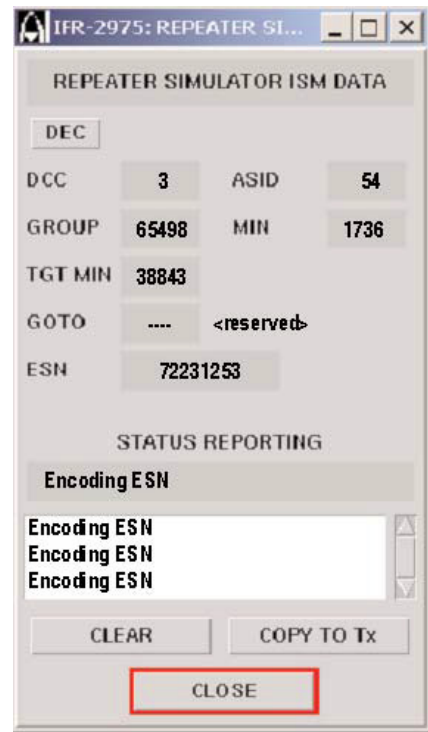 IFR-2975: REPEATER SI...
REPEATER SIMULATOR ISM DATA
DEC
DCC 3 ASID 54
GROUP 65498 MIN 1736
TGT MIN 38843
GOTO ---- <reserved>
ESN 72231253
STATUS REPORTING
Encoding ESN
Encoding ESN
Encoding ESN
Encoding ESN
CLEAR COPY TO Tx
CLOSE